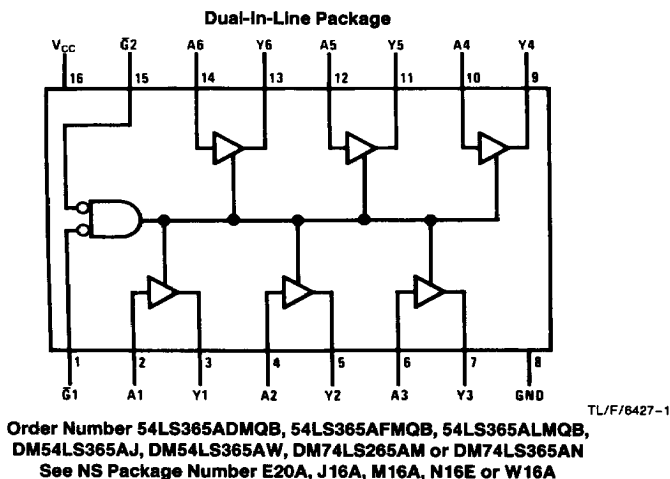 Dual-In-Line Package
VCC G̅2 A6 Y6 A5 Y5 A4 Y4
16 15 14 13 12 11 10 9
1 2 3 4 5 6 7 8
G̅1 A1 Y1 A2 Y2 A3 Y3 GND
TL/F/6427-1
Order Number 54LS365ADMQB, 54LS365AFMQB, 54LS365ALMQB,
DM54LS365AJ, DM54LS365AW, DM74LS265AM or DM74LS365AN
See NS Package Number E20A, J16A, M16A, N16E or W16A